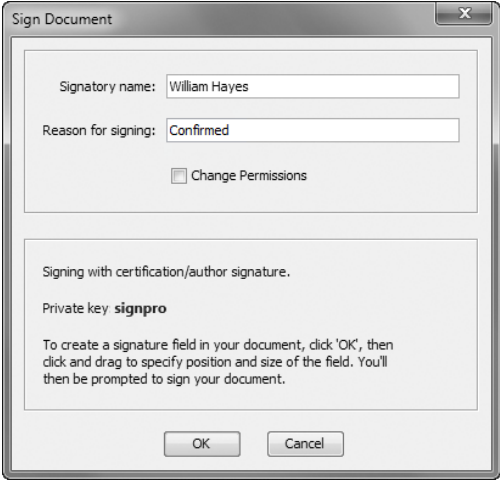 Sign Document
Signatory name: William Hayes
Reason for signing: Confirmed
Change Permissions
Signing with certification/author signature.
Private key: signpro
To create a signature field in your document, click 'OK', then
click and drag to specify position and size of the field. You'll
then be prompted to sign your document.
OK Cancel